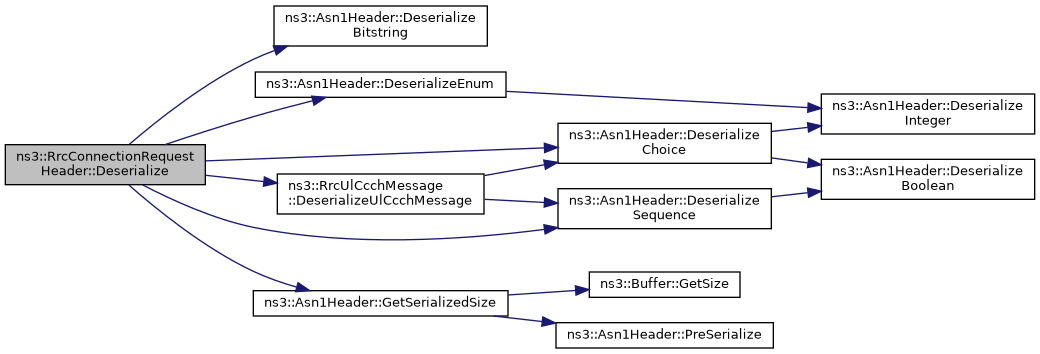 ns3::RrcConnectionRequest
Header::Deserialize
ns3::Asn1Header::Deserialize
Bitstring
ns3::Asn1Header::DeserializeEnum
ns3::RrcUlCcchMessage
::DeserializeUlCcchMessage
ns3::Asn1Header::GetSerializedSize
ns3::Asn1Header::Deserialize
Choice
ns3::Asn1Header::Deserialize
Sequence
ns3::Buffer::GetSize
ns3::Asn1Header::PreSerialize
ns3::Asn1Header::Deserialize
Integer
ns3::Asn1Header::Deserialize
Boolean